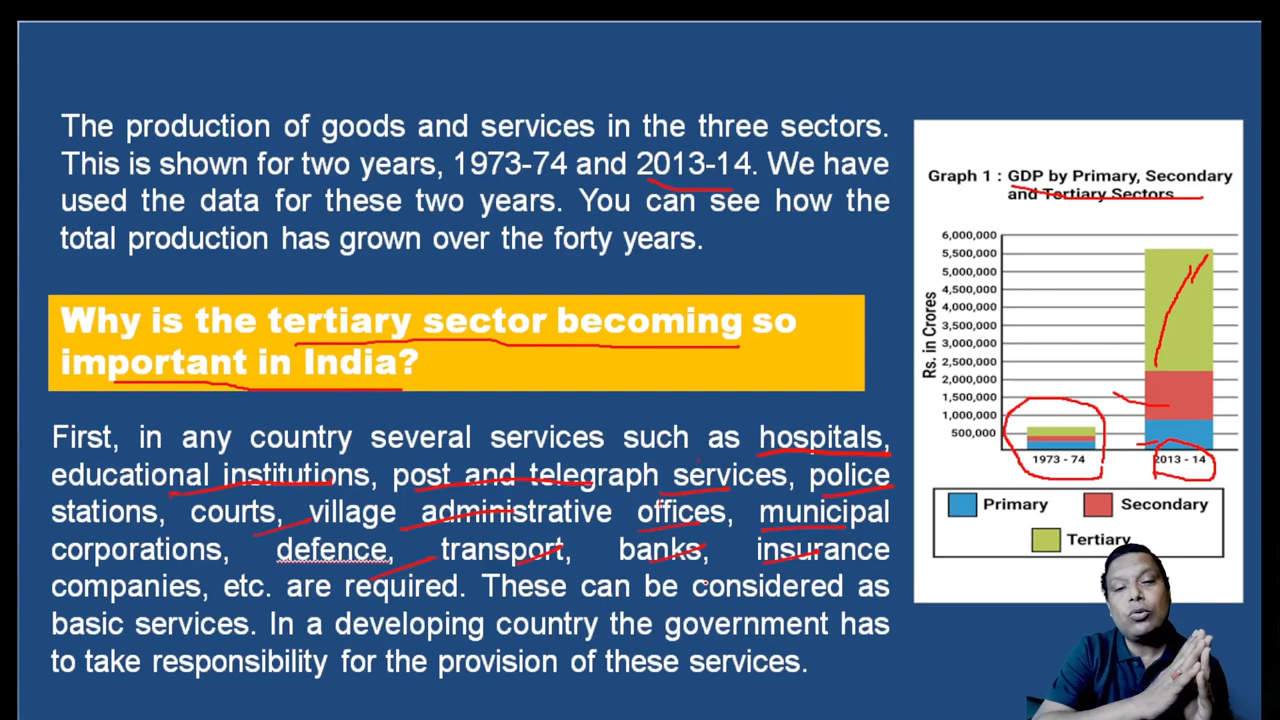 The production of goods and services in the three sectors.
This is shown for two years, 1973-74 and 2013-14. We have
used the data for these two years. You can see how the
total production has grown over the forty years.
Why is the tertiary sector becoming so
important in India?
First, in any country several services such as hospitals,
educational institutions, post and telegraph services, police
stations, courts, village administrative offices, municipal
corporations, defence, transport, banks, insurance
companies, etc. are required. These can be considered as
basic services. In a developing country the government has
to take responsibility for the provision of these services.
Graph 1 : GDP by Primary, Secondary
and Tertiary Sectors
Rs. in Crores
6,000,000
5,500,000
5,000,000
4,500,000
4,000,000
3,500,000
3,000,000
2,500,000
2,000,000
1,500,000
1,000,000
500,000
1973 - 74
2013 - 14
Primary
Secondary
Tertiary